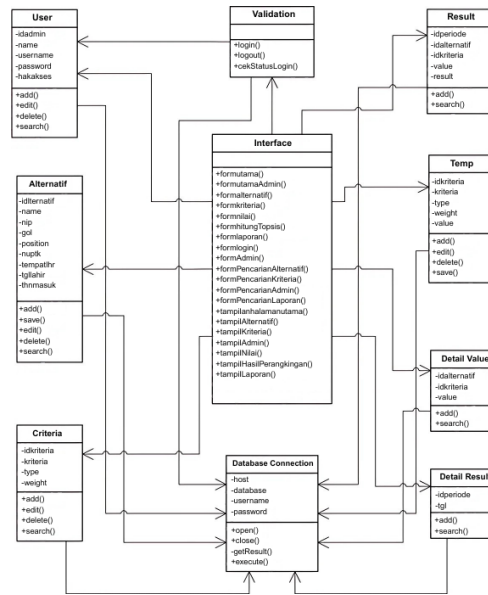 User
-idadmin
-name
-username
-password
-hakakses
+add()
+edit()
+delete()
+search()
Validation
+login()
+logout()
+cekStatusLogin()
Result
-idperiode
-idalternatif
-idkriteria
-value
-result
+add()
+search()
Interface
+formutama()
+formutamaAdmin()
+formalternatif()
+formkriteria()
+formnilai()
+formhitungTopsis()
+formlaporan()
+formlogin()
+formAdmin()
+formPencarianAlternatif()
+formPencarianKriteria()
+formPencarianAdmin()
+formPencarianLaporan()
+tampilanhalamanutama()
+tampilAlternatif()
+tampilKriteria()
+tampilAdmin()
+tampilNilai()
+tampilHasilPerangkingan()
+tampilLaporan()
Temp
-idkriteria
-kriteria
-type
-weight
-value
+add()
+edit()
+delete()
+save()
Alternatif
-idlternatif
-name
-nip
-gol
-position
-nuptk
-tempatlhr
-tgllahir
-thnmasuk
+add()
+save()
+edit()
+delete()
+search()
Detail Value
-idalternatif
-idkriteria
-value
+add()
+search()
Criteria
-idkriteria
-kriteria
-type
-weight
+add()
+edit()
+delete()
+search()
Database Connection
-host
-database
-username
-password
+open()
+close()
-getResult()
+execute()
Detail Result
-idperiode
-tgl
+add()
+search()